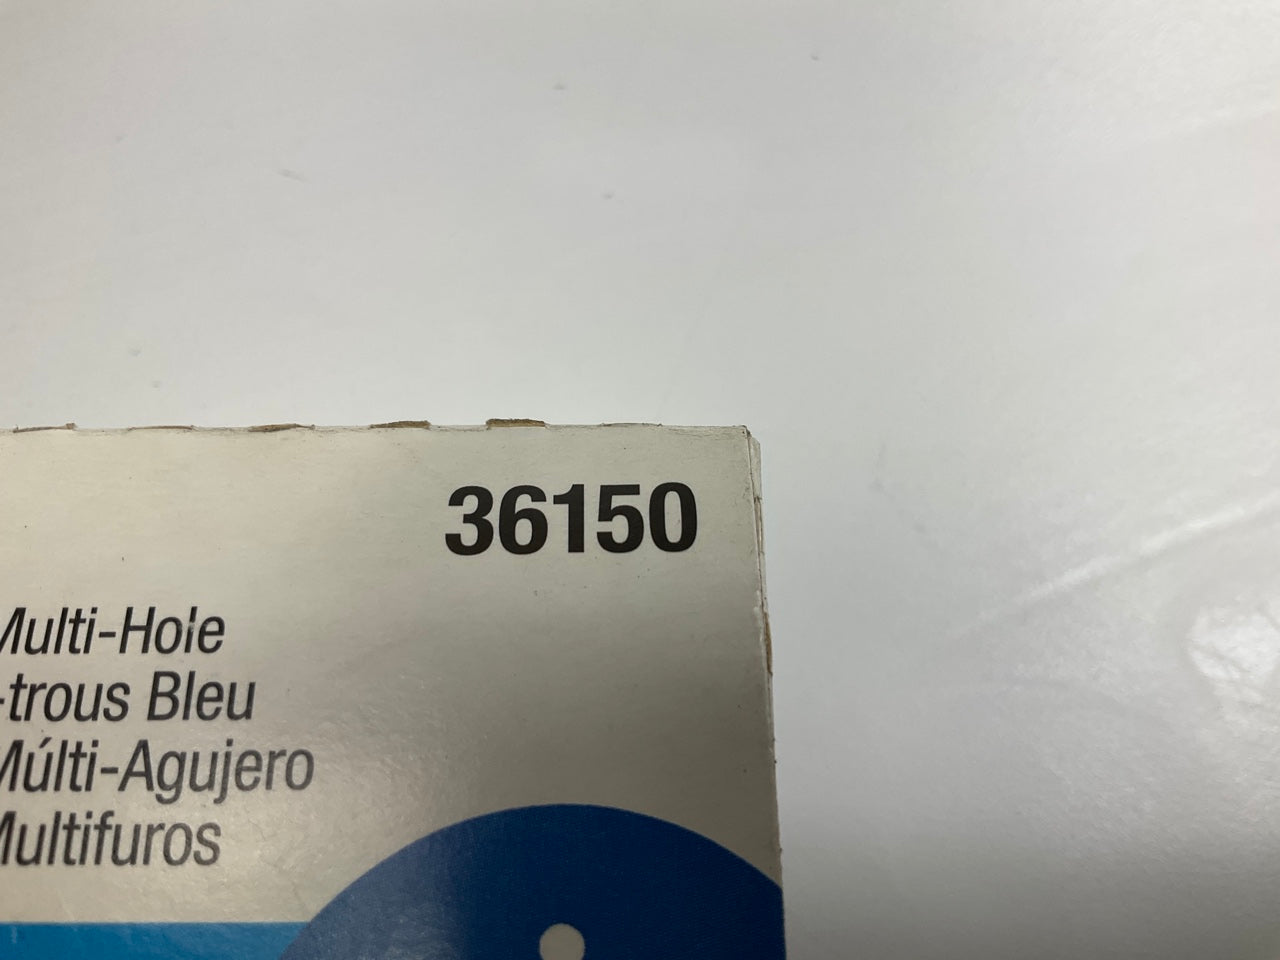 36150
Multi-Hole
-trous Bleu
Múlti-Agujero
Multifuros